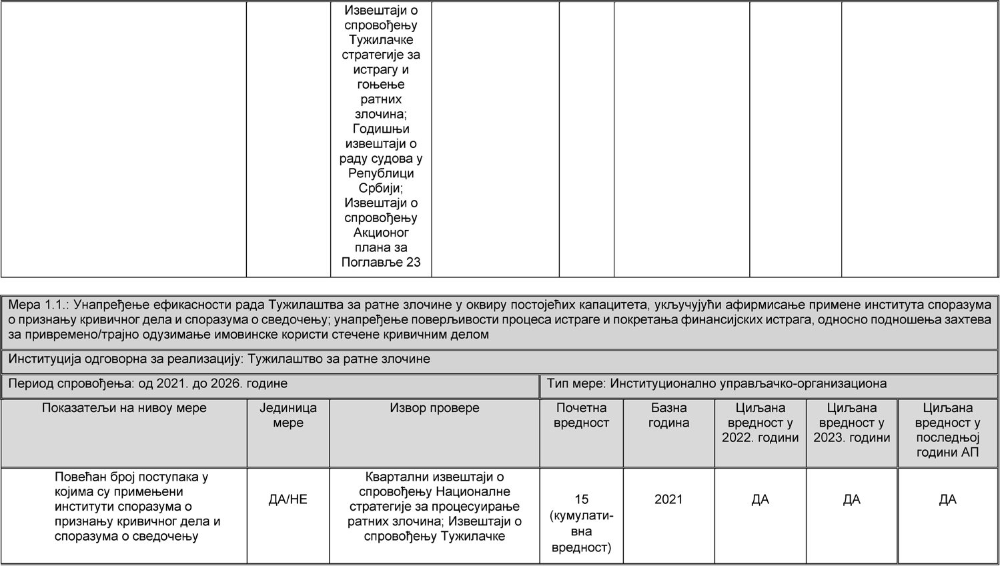 Извештаји о
спровођењу
Тужилачке
стратегије за
истрагу и
гоњење
ратних
злочина;
Годишњи
извештаји о
раду судова у
Републици
Србији;
Извештаји о
спровођењу
Акционог
плана за
Поглавље 23
Мера 1.1.: Унапређење ефикасности рада Тужилаштва за ратне злочине у оквиру постојећих капацитета, укључујући афирмисање примене института споразума
о признању кривичног дела и споразума о сведочењу; унапређење поверљивости процеса истраге и покретања финансијских истрага, односно подношења захтева
за привремено/трајно одузимање имовинске користи стечене кривичним делом
Институција одговорна за реализацију: Тужилаштво за ратне злочине
Период спровођења: од 2021. до 2026. године
Тип мере: Институционално управљачко-организациона
Показатељи на нивоу мере
Јединица
мере
Извор провере
Почетна
вредност
Базна
година
Циљана
вредност у
2022. години
Циљана
вредност у
2023. години
Циљана
вредност у
последњој
години АП
Повећан број поступака у
којима су примењени
институти споразума о
признању кривичног дела и
споразума о сведочењу
ДА/НЕ
Квартални извештаји о
спровођењу Националне
стратегије за процесуирање
ратних злочина; Извештаји о
спровођењу Тужилачке
15
(кумулати-
вна
вредност)
2021
ДА
ДА
ДА